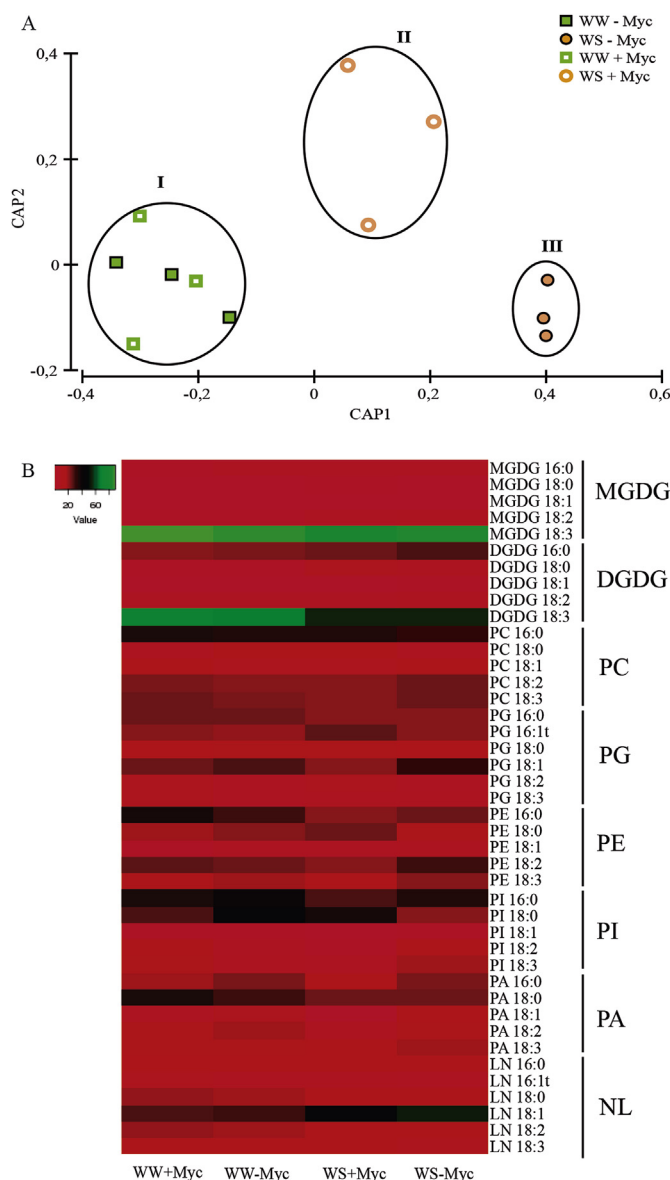 A
WW - Myc
WS - Myc
WW + Myc
WS + Myc
0,4
0,2
0
-0,2
CAP2
I
II
III
-0,4
-0,2
0
0,2
0,4
0,6
CAP1
B
20 60
Value
MGDG 16:0
MGDG 18:0
MGDG 18:1
MGDG 18:2
MGDG 18:3
MGDG
DGDG 16:0
DGDG 18:0
DGDG 18:1
DGDG 18:2
DGDG 18:3
DGDG
PC 16:0
PC 18:0
PC 18:1
PC 18:2
PC 18:3
PC
PG 16:0
PG 16:1t
PG 18:0
PG 18:1
PG 18:2
PG 18:3
PG
PE 16:0
PE 18:0
PE 18:1
PE 18:2
PE 18:3
PE
PI 16:0
PI 18:0
PI 18:1
PI 18:2
PI 18:3
PI
PA 16:0
PA 18:0
PA 18:1
PA 18:2
PA 18:3
PA
LN 16:0
LN 16:1t
LN 18:0
LN 18:1
LN 18:2
LN 18:3
NL
WW+Myc WW-Myc WS+Myc WS-Myc